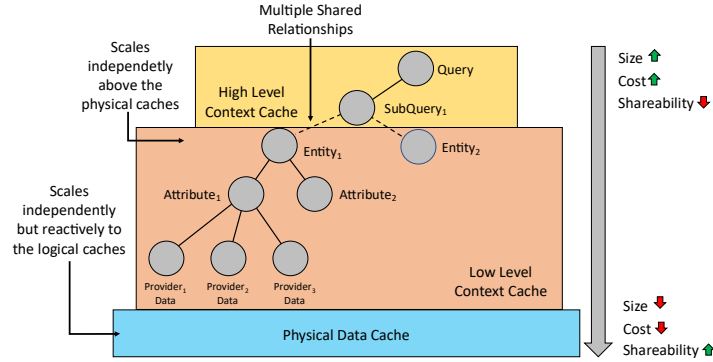 Multiple Shared
Relationships
Scales
independetly
above the
physical caches
High Level
Context Cache
Query
SubQuery₁
Size
Cost
Shareability
Entity₁
Entity₂
Scales
independently
but reactively to
the logical caches
Attribute₁
Attribute₂
Provider₁
Data
Provider₂
Data
Provider₃
Data
Low Level
Context Cache
Physical Data Cache
Size
Cost
Shareability